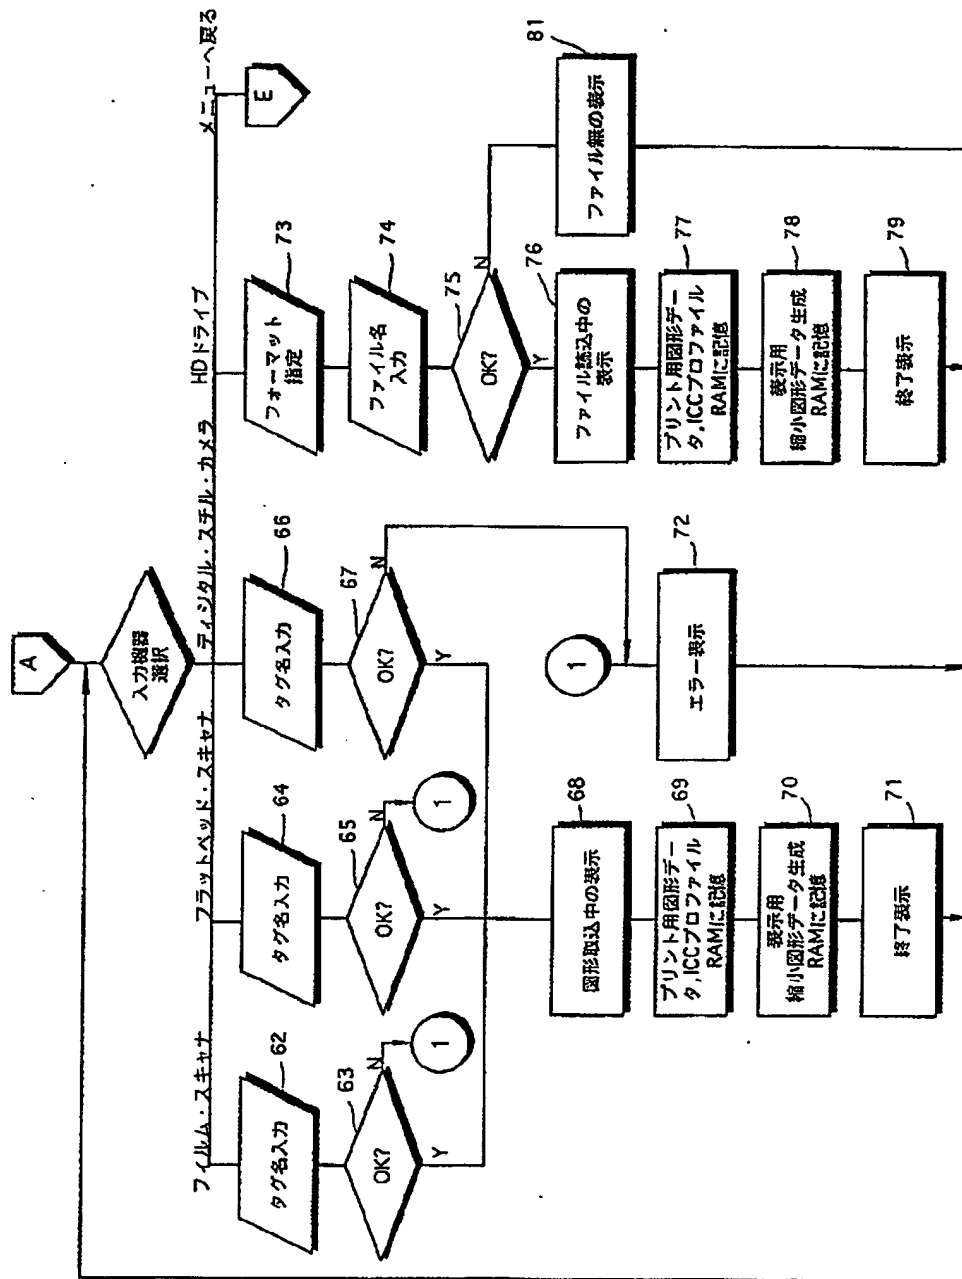 A
入力機器
選択
フィルム・スキャナ
フラットベッド・スキャナ
ディジタル・スチル・カメラ
HDドライブ
メニューへ戻る
タグ名入力
62
OK?
63
N
1
Y
タグ名入力
64
OK?
65
N
1
Y
タグ名入力
66
OK?
67
N
Y
図形取込中の表示
68
プリント用図形デー
タ,ICCプロファイル
RAMに記憶
69
表示用
縮小図形データ生成
RAMに記憶
70
終了表示
71
1
エラー表示
72
フォーマット
指定
73
ファイル名
入力
74
OK?
75
N
Y
ファイル読込中の
表示
76
プリント用図形デー
タ,ICCプロファイル
RAMに記憶
77
表示用
縮小図形データ生成
RAMに記憶
78
終了表示
79
E
ファイル無の表示
81